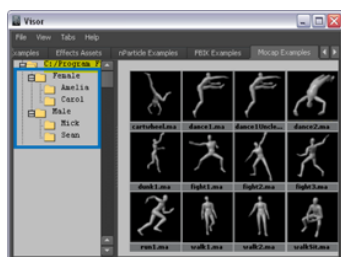 Visor
File View Tabs Help
xamples Effects Assets nParticle Examples PBIX Examples Mocap Examples
C:/Program F
Female
Amelia
Carol
Male
Mick
Sean
cartwheel.ma dance1.ma dance1Uncle... dance2.ma
dunk1.ma fight1.ma fight2.ma fight3.ma
run1.ma walk1.ma walk2.ma walkSit.ma